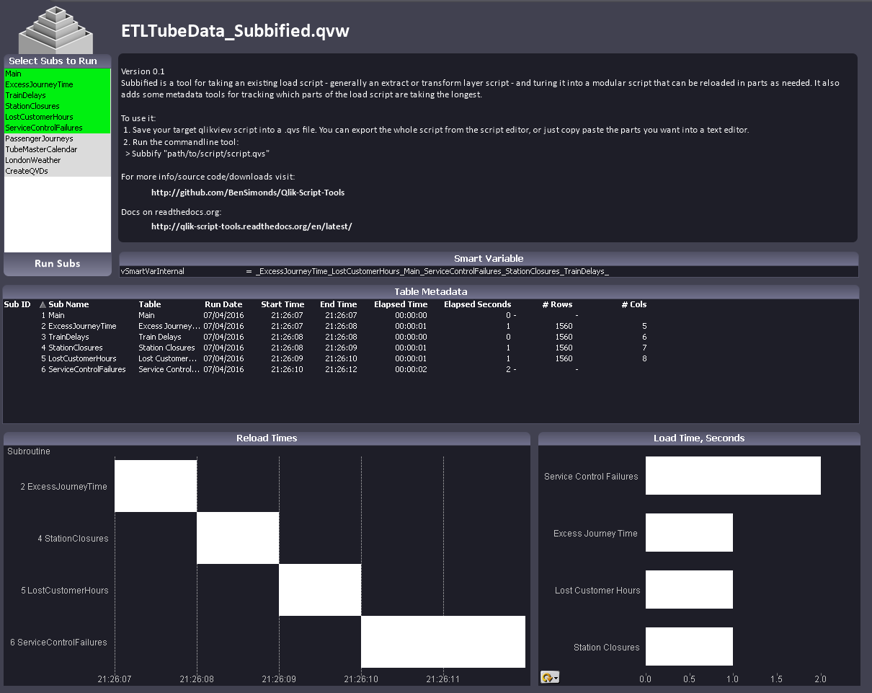 ETLTubeData_Subbified.qvw
Select Subs to Run
Main
ExcessJourneyTime
TrainDelays
StationClosures
LostCustomerHours
ServiceControlFailures
PassengerJourneys
TubeMasterCalendar
LondonWeather
CreateQVDs
Run Subs
Version 0.1
Subbified is a tool for taking an existing load script - generally an extract or transform layer script - and turing it into a modular script that can be reloaded in parts as needed. It also
adds some metadata tools for tracking which parts of the load script are taking the longest.
To use it:
1. Save your target qlikview script into a .qvs file. You can export the whole script from the script editor, or just copy paste the parts you want into a text editor.
2. Run the commandline tool:
> Subbify "path/to/script/script.qvs"
For more info/source code/downloads visit:
http://github.com/BenSimonds/Qlik-Script-Tools
Docs on readthedocs.org:
http://qlik-script-tools.readthedocs.org/en/latest/
Smart Variable
vSmartVarInternal = _ExcessJourneyTime_LostCustomerHours_Main_ServiceControlFailures_StationClosures_TrainDelays_
Table Metadata
Sub ID Sub Name Table Run Date Start Time End Time Elapsed Time Elapsed Seconds # Rows # Cols
1 Main Main 07/04/2016 21:26:07 21:26:07 00:00:00 0 - -
2 ExcessJourneyTime Excess Journey... 07/04/2016 21:26:07 21:26:08 00:00:01 1 1560 5
3 TrainDelays Train Delays 07/04/2016 21:26:08 21:26:08 00:00:00 0 1560 6
4 StationClosures Station Closures 07/04/2016 21:26:08 21:26:09 00:00:01 1 1560 7
5 LostCustomerHours Lost Customer... 07/04/2016 21:26:09 21:26:10 00:00:01 1 1560 8
6 ServiceControlFailures Service Control... 07/04/2016 21:26:10 21:26:12 00:00:02 2 - -
Reload Times
Subroutine
2 ExcessJourneyTime
4 StationClosures
5 LostCustomerHours
6 ServiceControlFailures
21:26:07 21:26:08 21:26:09 21:26:10 21:26:11
Load Time, Seconds
Service Control Failures
Excess Journey Time
Lost Customer Hours
Station Closures
0.0 0.5 1.0 1.5 2.0